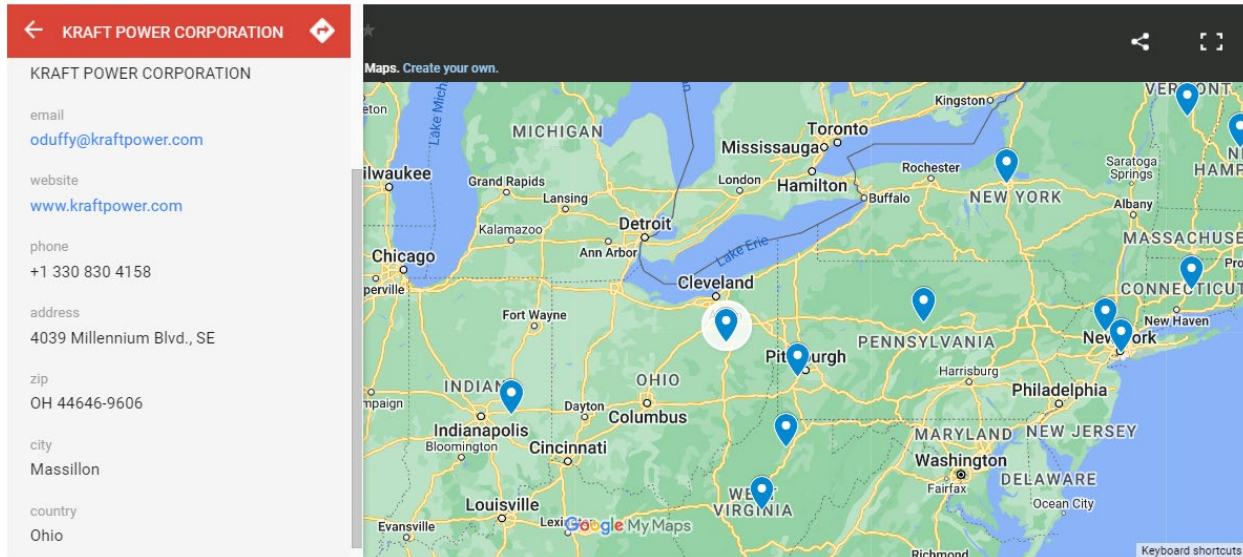 KRAFT POWER CORPORATION
KRAFT POWER CORPORATION
email
oduffy@kraftpower.com
website
www.kraftpower.com
phone
+1 330 830 4158
address
4039 Millennium Blvd., SE
zip
OH 44646-9606
city
Massillon
country
Ohio
Maps. Create your own.
Kingston
VERMONT
Toronto
MICHIGAN
Mississauga
Rochester
Saratoga
Springs
Grand Rapids
London
Hamilton
Lansing
Buffalo
NEW YORK
Albany
Kalamazoo
Detroit
Ann Arbor
Lake Erie
Chicago
Cleveland
Fort Wayne
New Haven
PENNSYLVANIA
Harrisburg
OHIO
Philadelphia
Dayton
Columbus
Indianapolis
Bloomington
Cincinnati
MARYLAND
NEW JERSEY
Washington
DELAWARE
Fairfax
Ocean City
Louisville
VIRGINIA
Evansville
Google My Maps
Richmond
Keyboard shortcuts